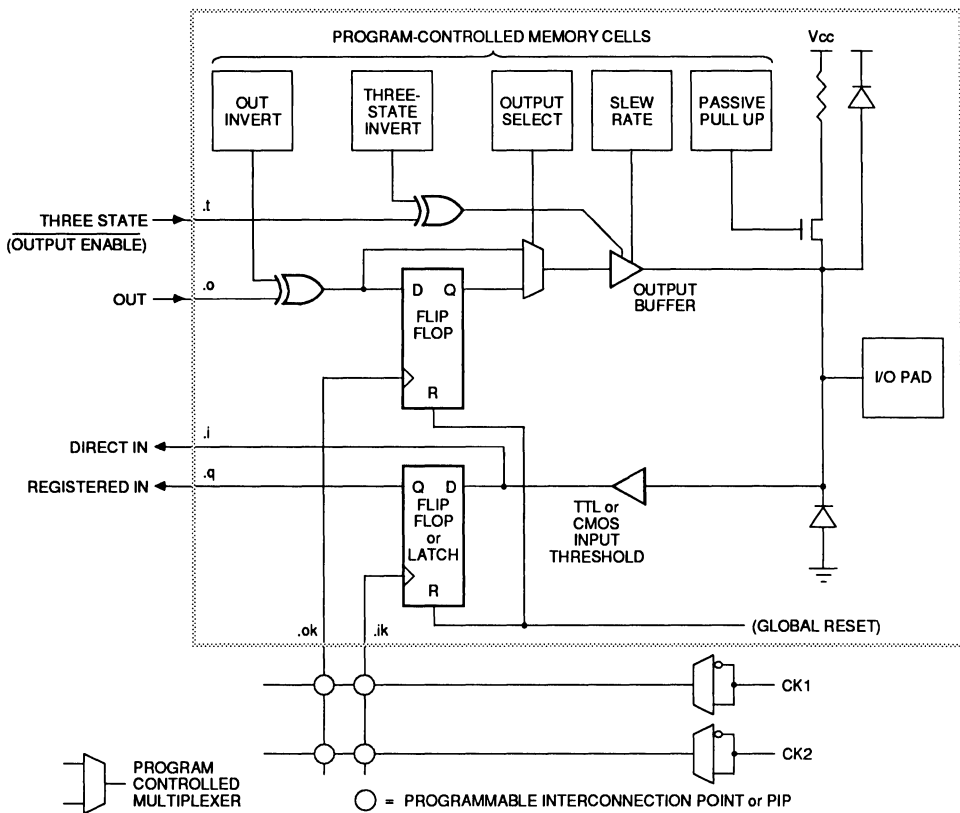 PROGRAM-CONTROLLED MEMORY CELLS
Vcc
OUT
INVERT
THREE-
STATE
INVERT
OUTPUT
SELECT
SLEW
RATE
PASSIVE
PULL UP
THREE STATE
(OUTPUT ENABLE)
.t
OUT
.o
D Q
FLIP
FLOP
R
OUTPUT
BUFFER
I/O PAD
DIRECT IN
.i
REGISTERED IN
.q
Q D
FLIP
FLOP
or
LATCH
R
TTL or
CMOS
INPUT
THRESHOLD
.ok
.ik
(GLOBAL RESET)
CK1
CK2
PROGRAM
CONTROLLED
MULTIPLEXER
= PROGRAMMABLE INTERCONNECTION POINT or PIP